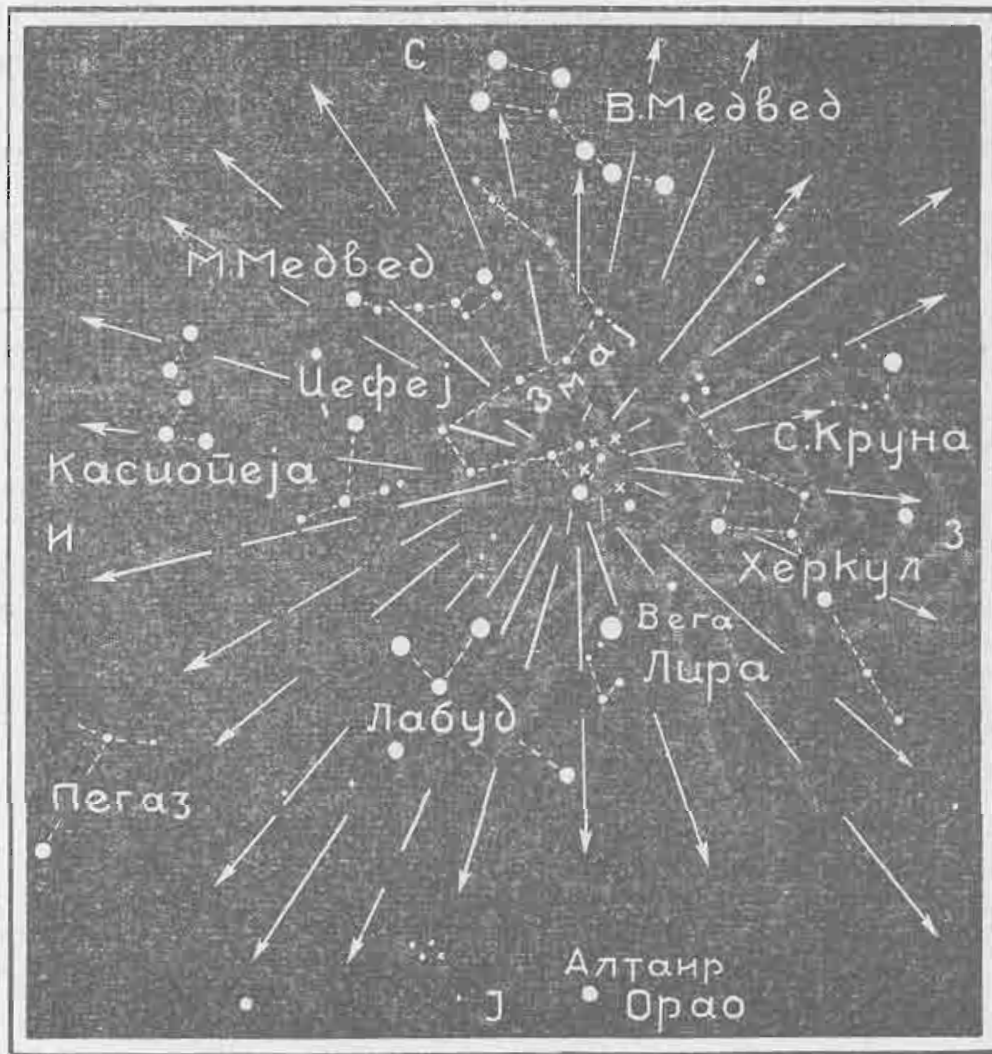 С
В.Медвед
М.Медвед
Змај
Цефеј
С.Круна
Касиопеја
И
З
Херкул
Вега
Лира
Лабуд
Пегаз
Алтаир
Ј
Орао